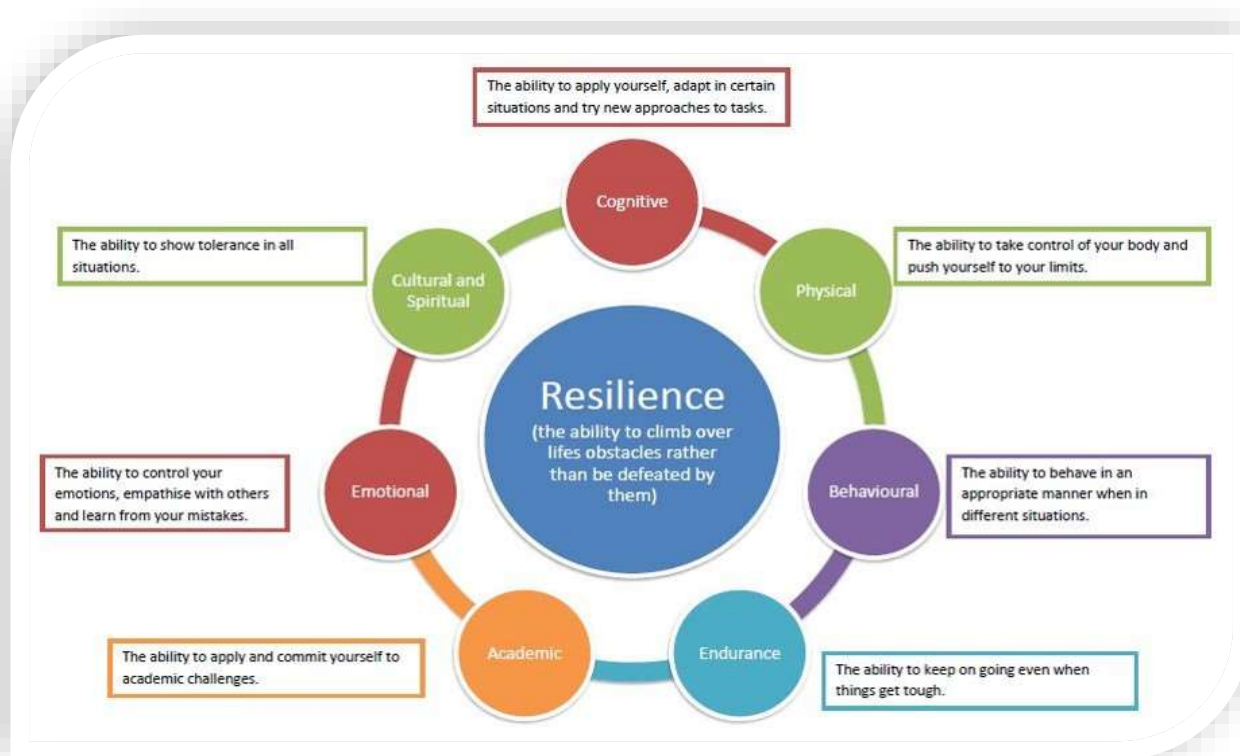 The ability to apply yourself, adapt in certain
situations and try new approaches to tasks.
Cognitive
The ability to show tolerance in all
situations.
Cultural and
Spiritual
The ability to take control of your body and
push yourself to your limits.
Physical
Resilience
(the ability to climb over
lifes obstacles rather
than be defeated by
them)
The ability to control your
emotions, empathise with others
and learn from your mistakes.
Emotional
Behavioural
The ability to behave in an
appropriate manner when in
different situations.
The ability to apply and commit yourself to
academic challenges.
Academic
Endurance
The ability to keep on going even when
things get tough.